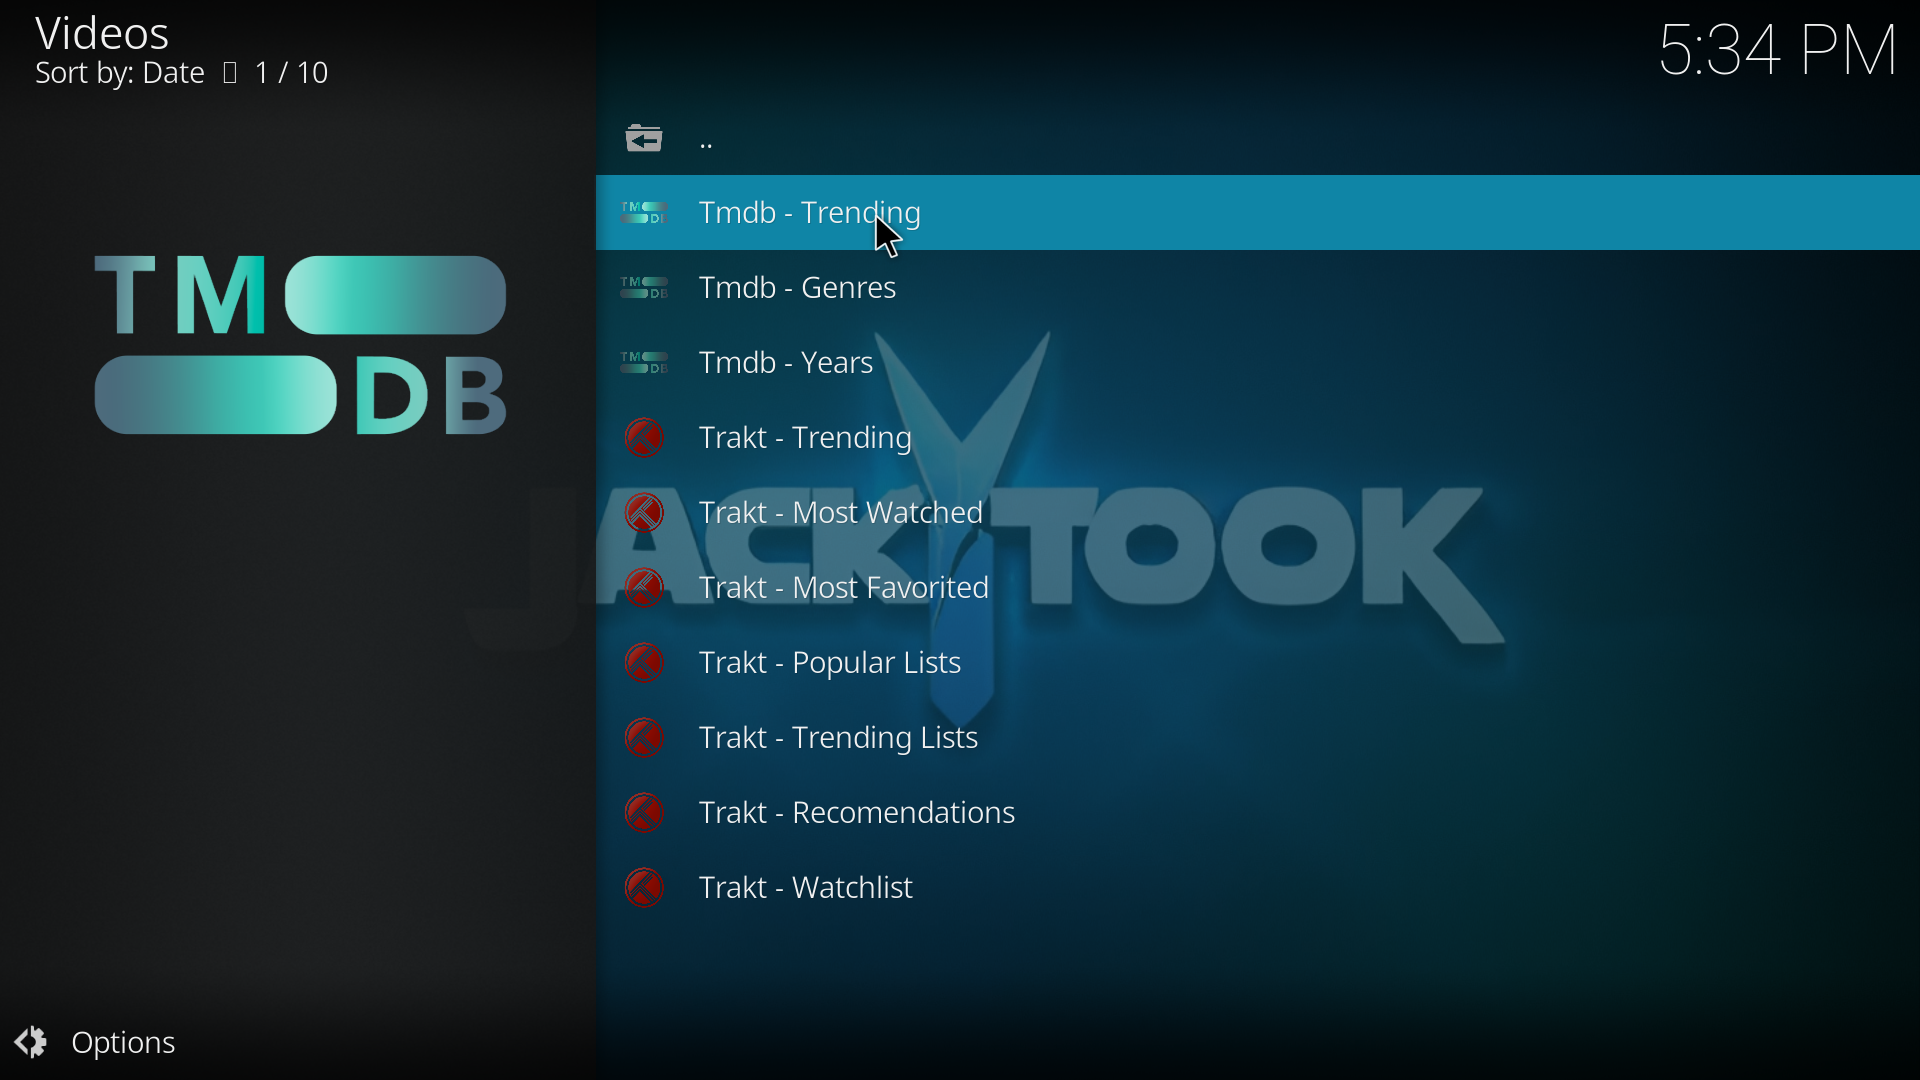 Videos
Sort by: Date 1 / 10
5:34 PM
TM
DB
..
Tmdb - Trending
Tmdb - Genres
Tmdb - Years
Trakt - Trending
Trakt - Most Watched
Trakt - Most Favorited
Trakt - Popular Lists
Trakt - Trending Lists
Trakt - Recomendations
Trakt - Watchlist
JACKTOOK
Options